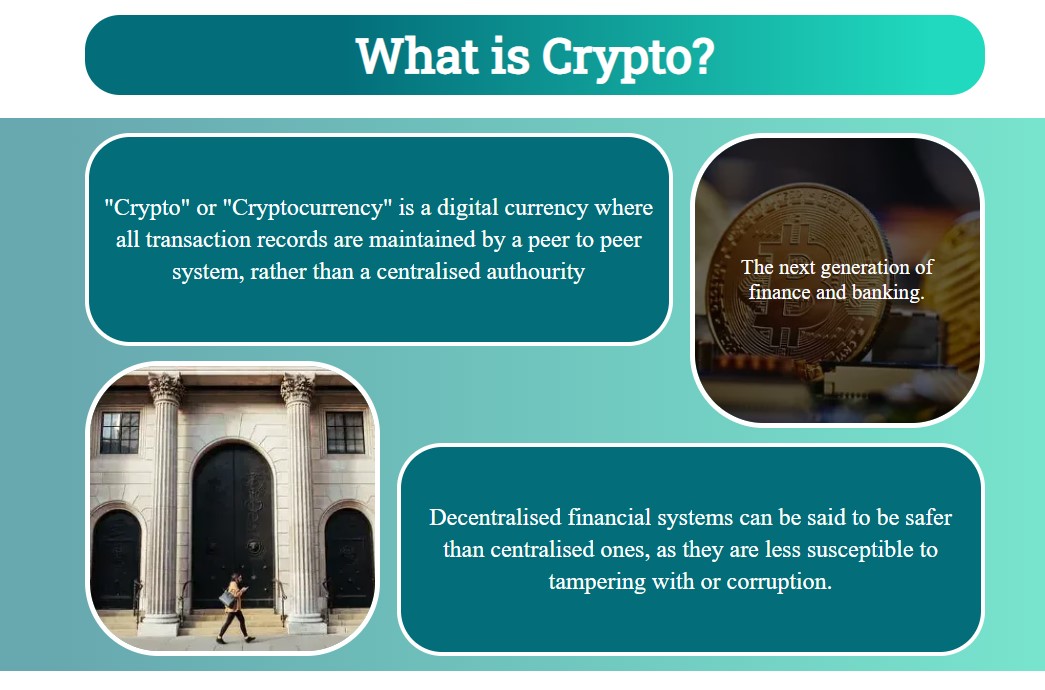 What is Crypto?
"Crypto" or "Cryptocurrency" is a digital currency where
all transaction records are maintained by a peer to peer
system, rather than a centralised authourity
The next generation of
finance and banking.
Decentralised financial systems can be said to be safer
than centralised ones, as they are less susceptible to
tampering with or corruption.